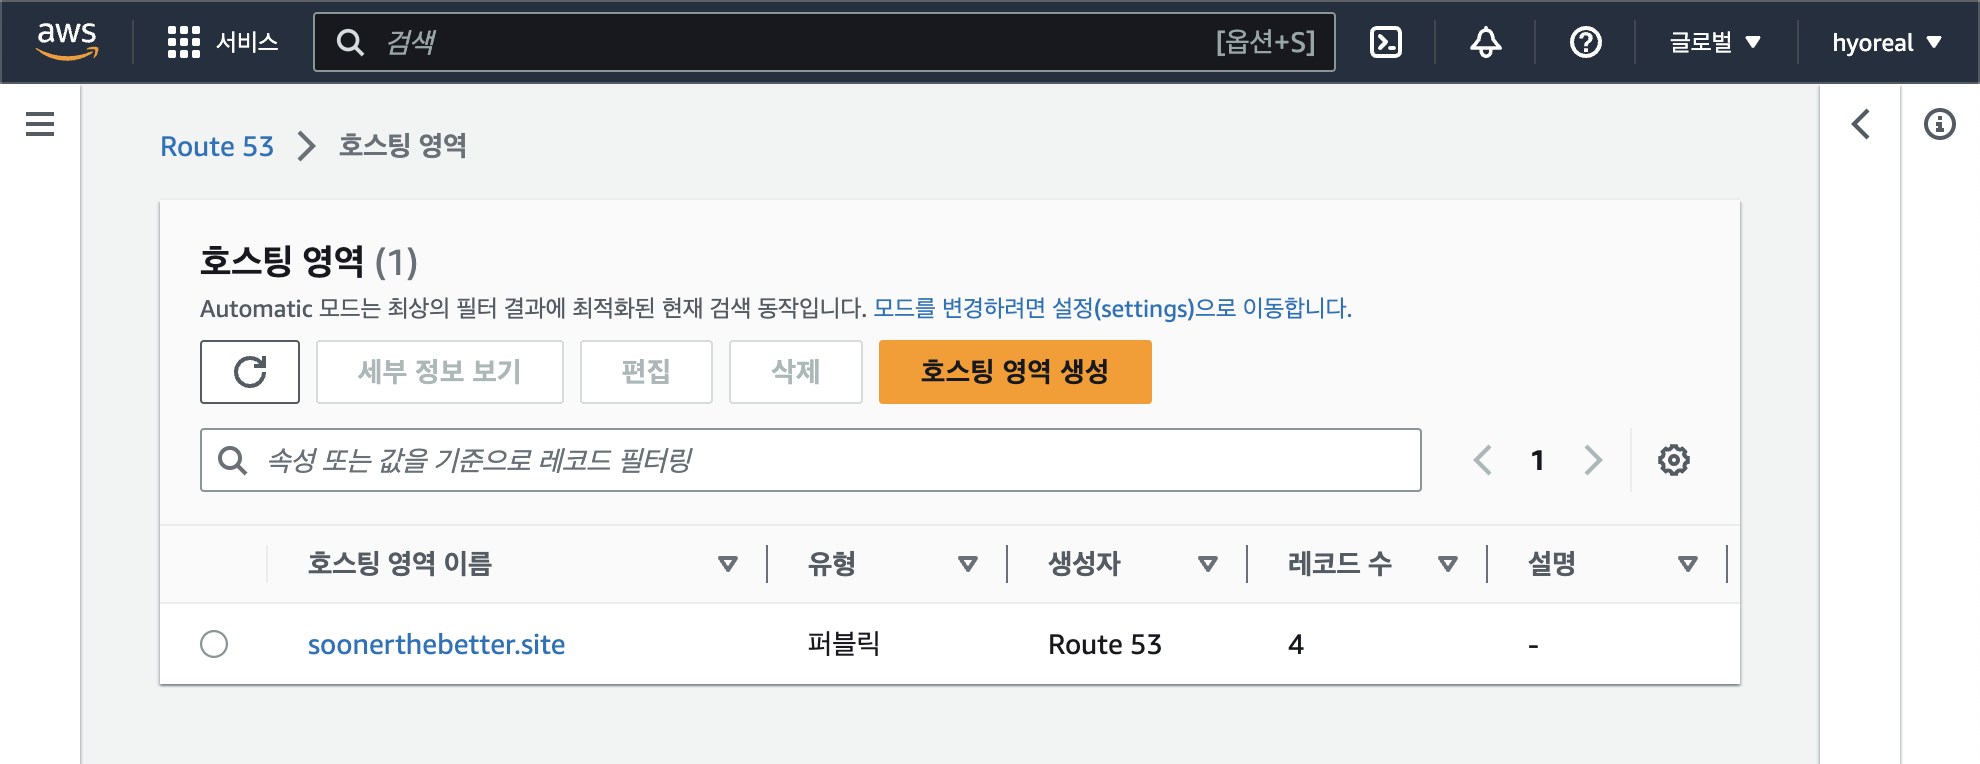 aws 서비스 검색 [옵션+S] 글로벌 hyoreal
Route 53 호스팅 영역
호스팅 영역 (1)
Automatic 모드는 최상의 필터 결과에 최적화된 현재 검색 동작입니다. 모드를 변경하려면 설정(settings)으로 이동합니다.
세부 정보 보기 편집 삭제 호스팅 영역 생성
속성 또는 값을 기준으로 레코드 필터링 1
호스팅 영역 이름 유형 생성자 레코드 수 설명
soonerthebetter.site 퍼블릭 Route 53 4 -